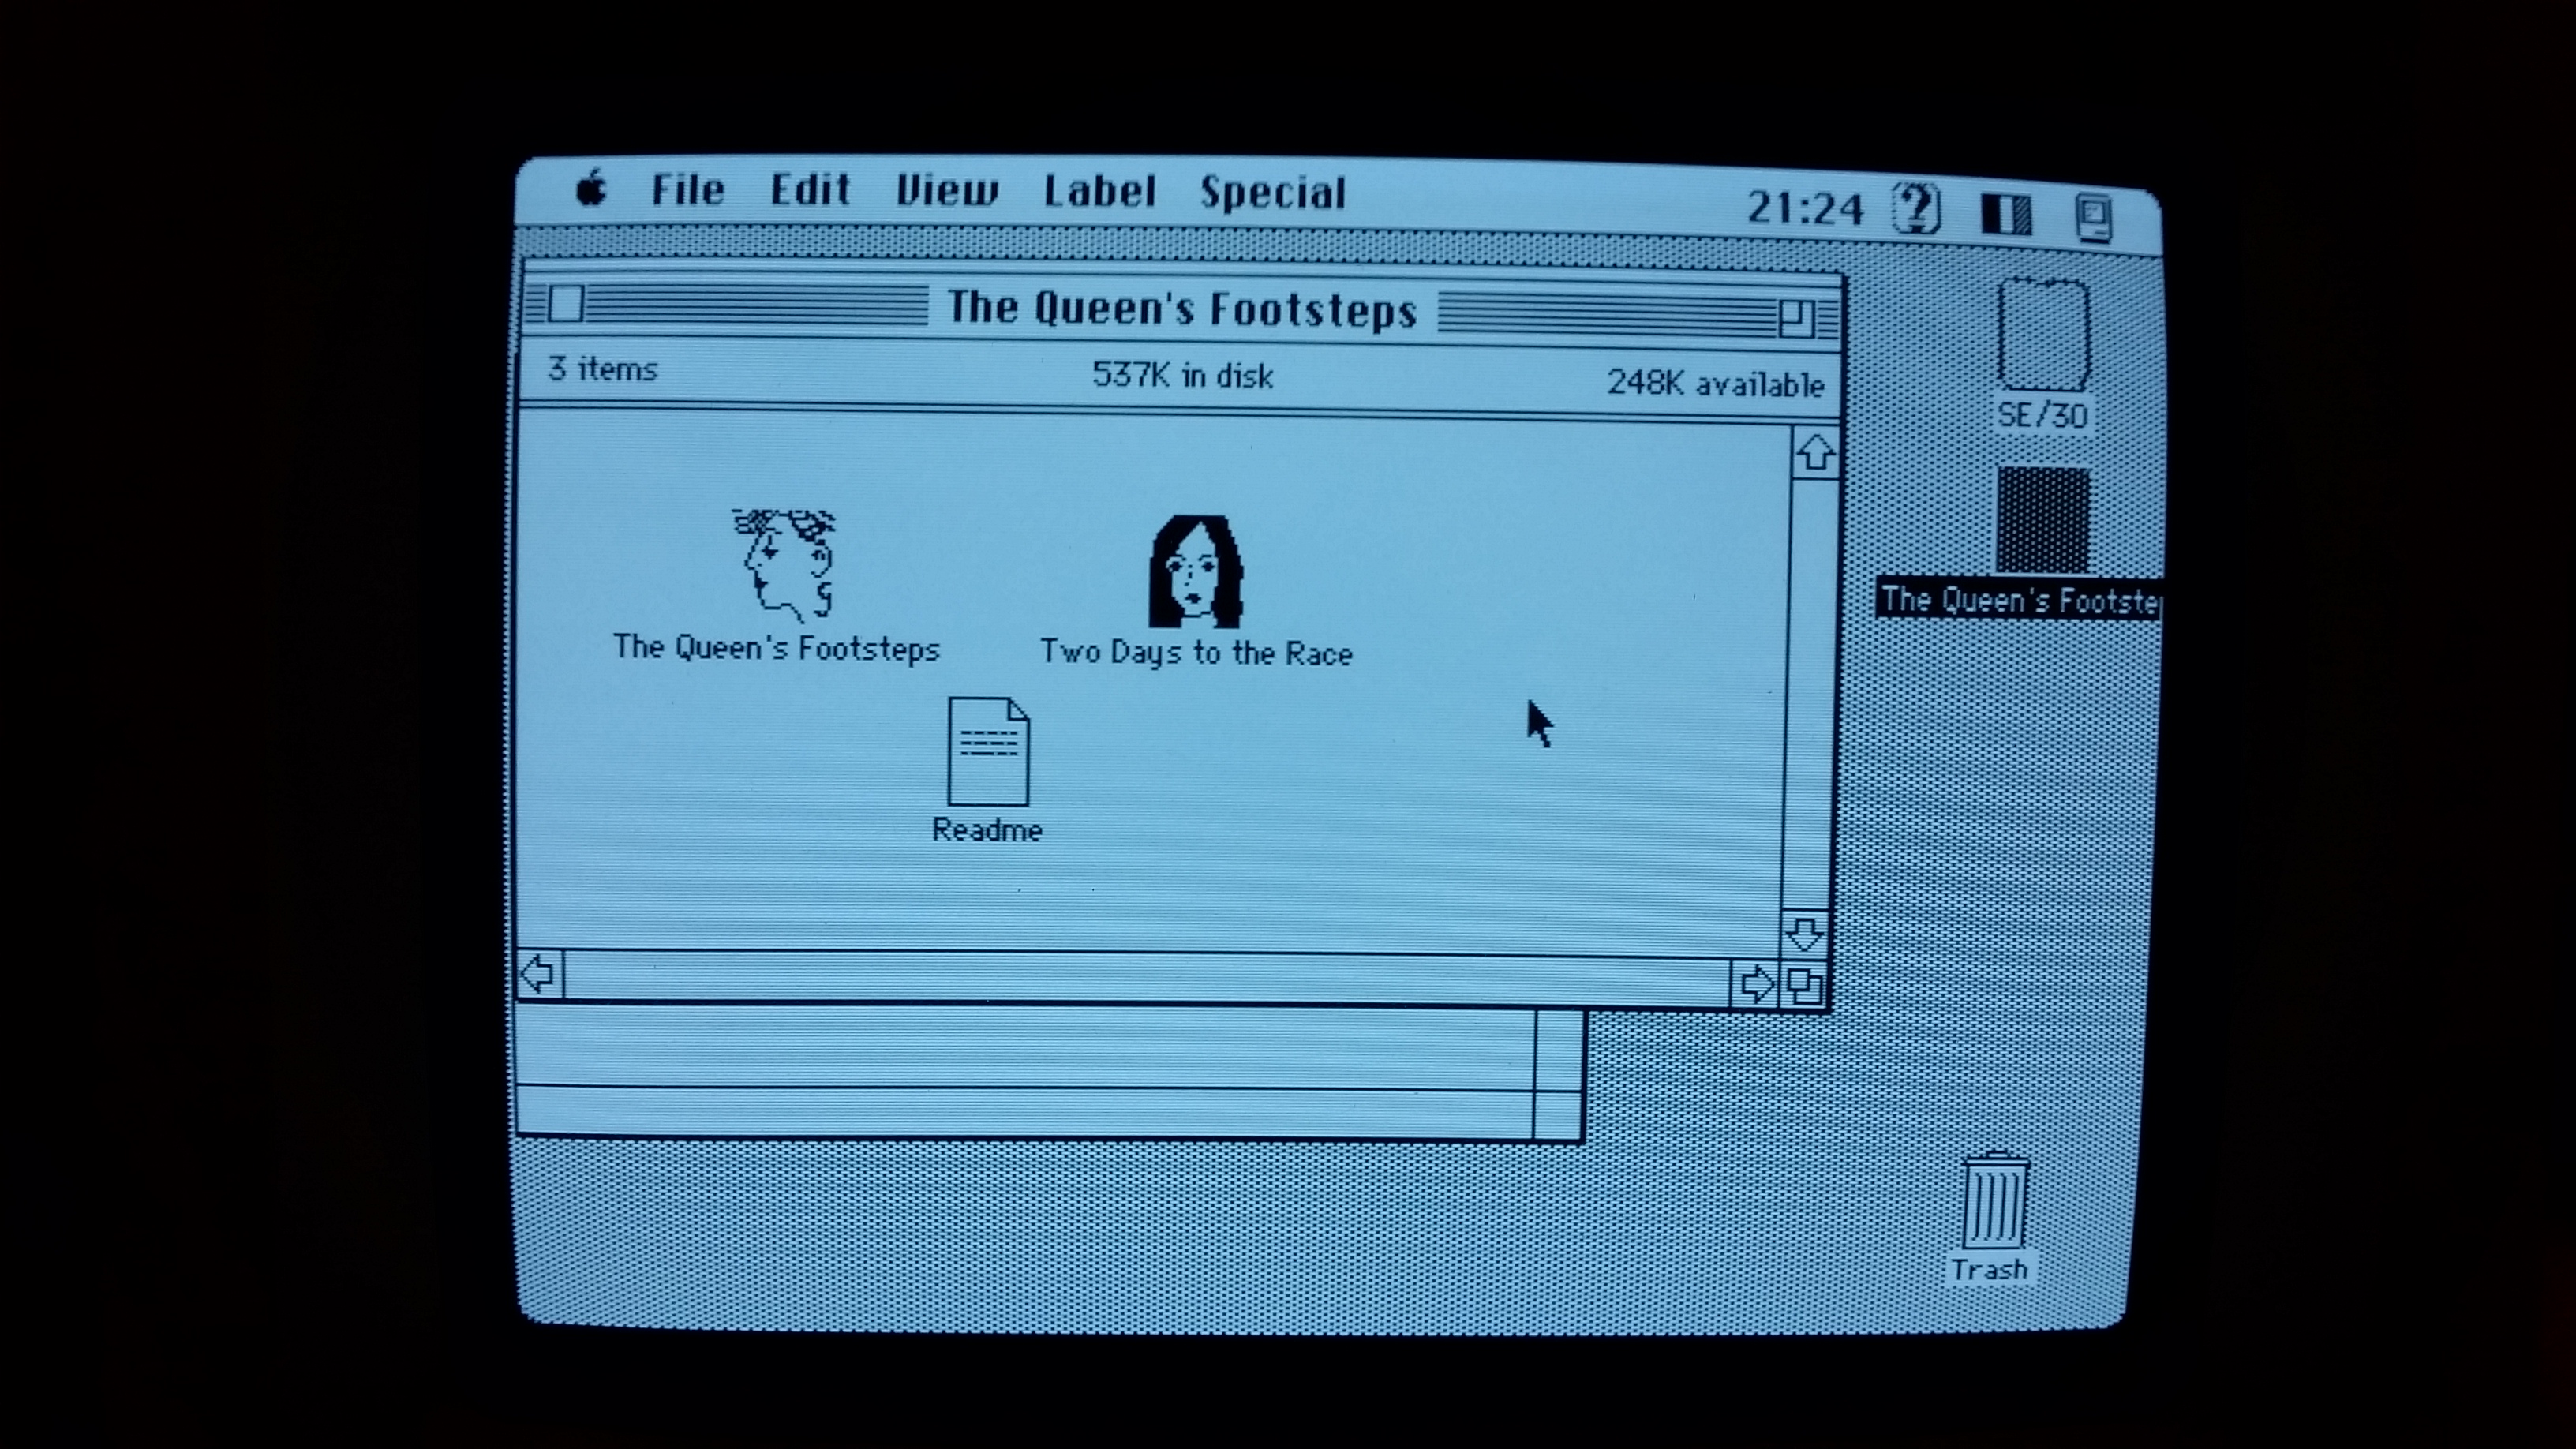 File Edit View Label Special 21:24
The Queen's Footsteps
3 items 537K in disk 248K available
SE/30
The Queen's Footste
The Queen's Footsteps Two Days to the Race
Readme
Trash